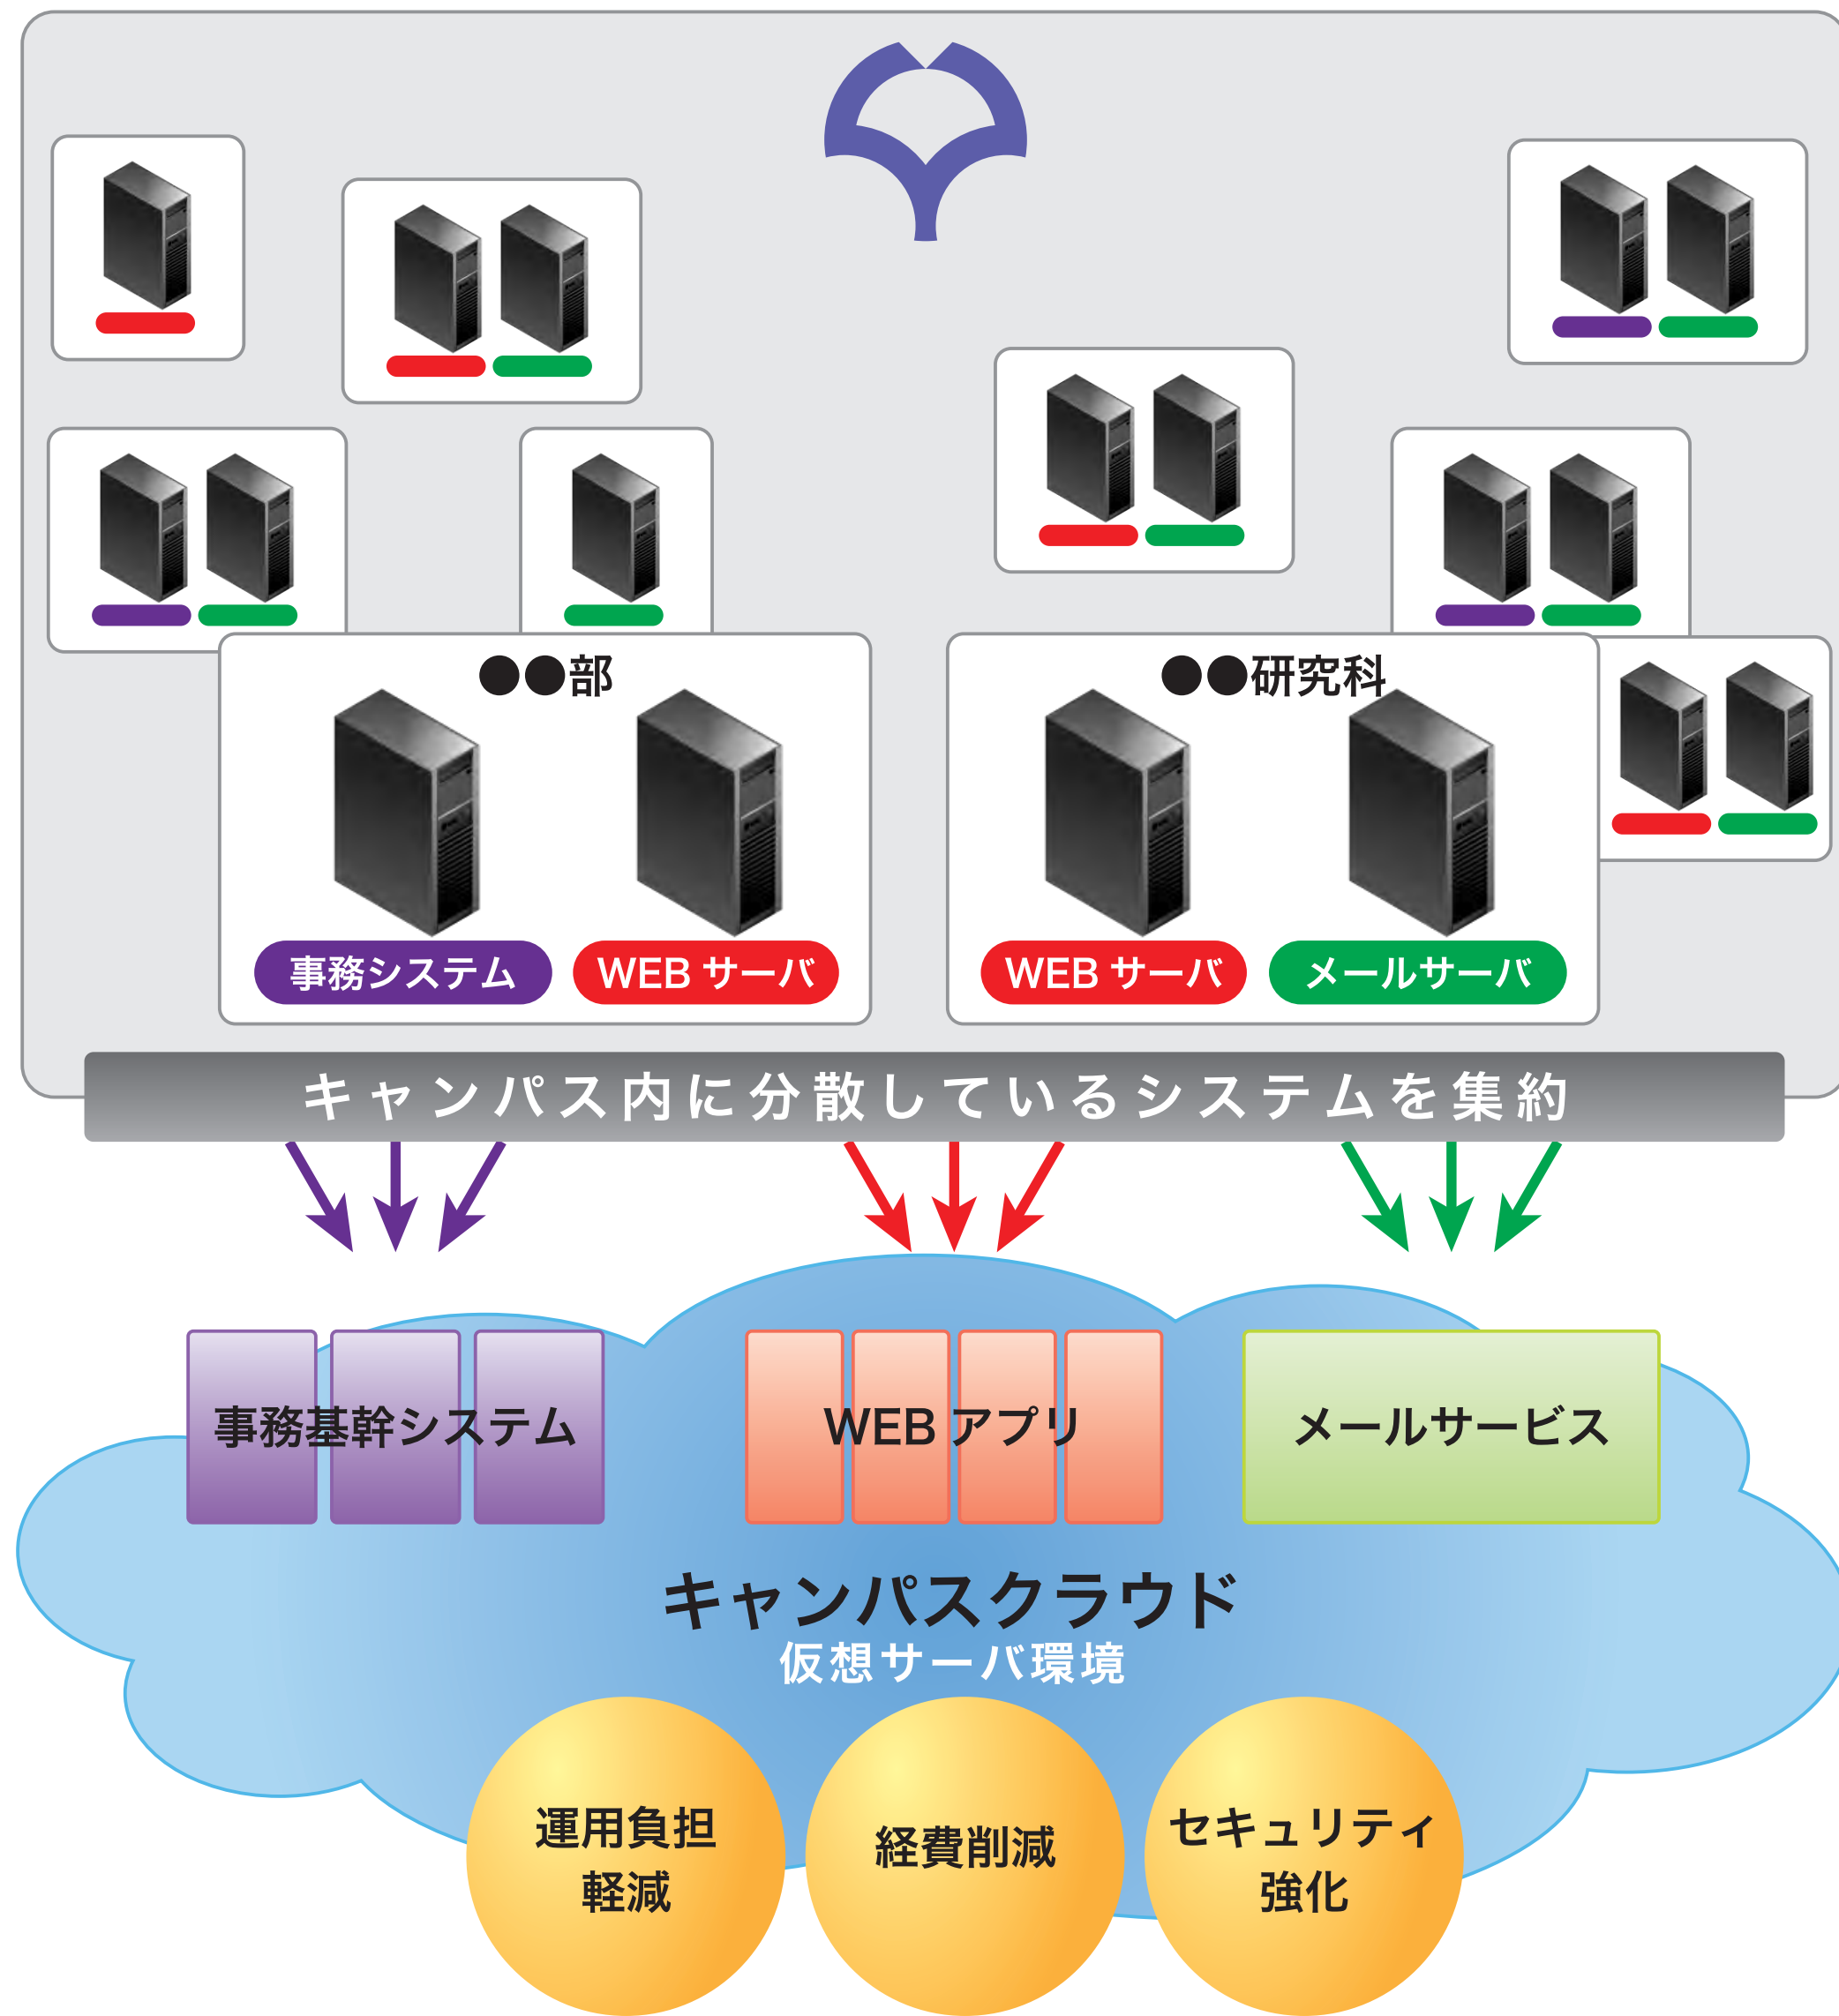 ●●部
●●研究科
事務システム
WEB サーバ
WEB サーバ
メールサーバ
キャンパス内に分散しているシステムを集約
事務基幹システム
WEB アプリ
メールサービス
キャンパスクラウド
仮想サーバ環境
運用負担
軽減
経費削減
セキュリティ
強化